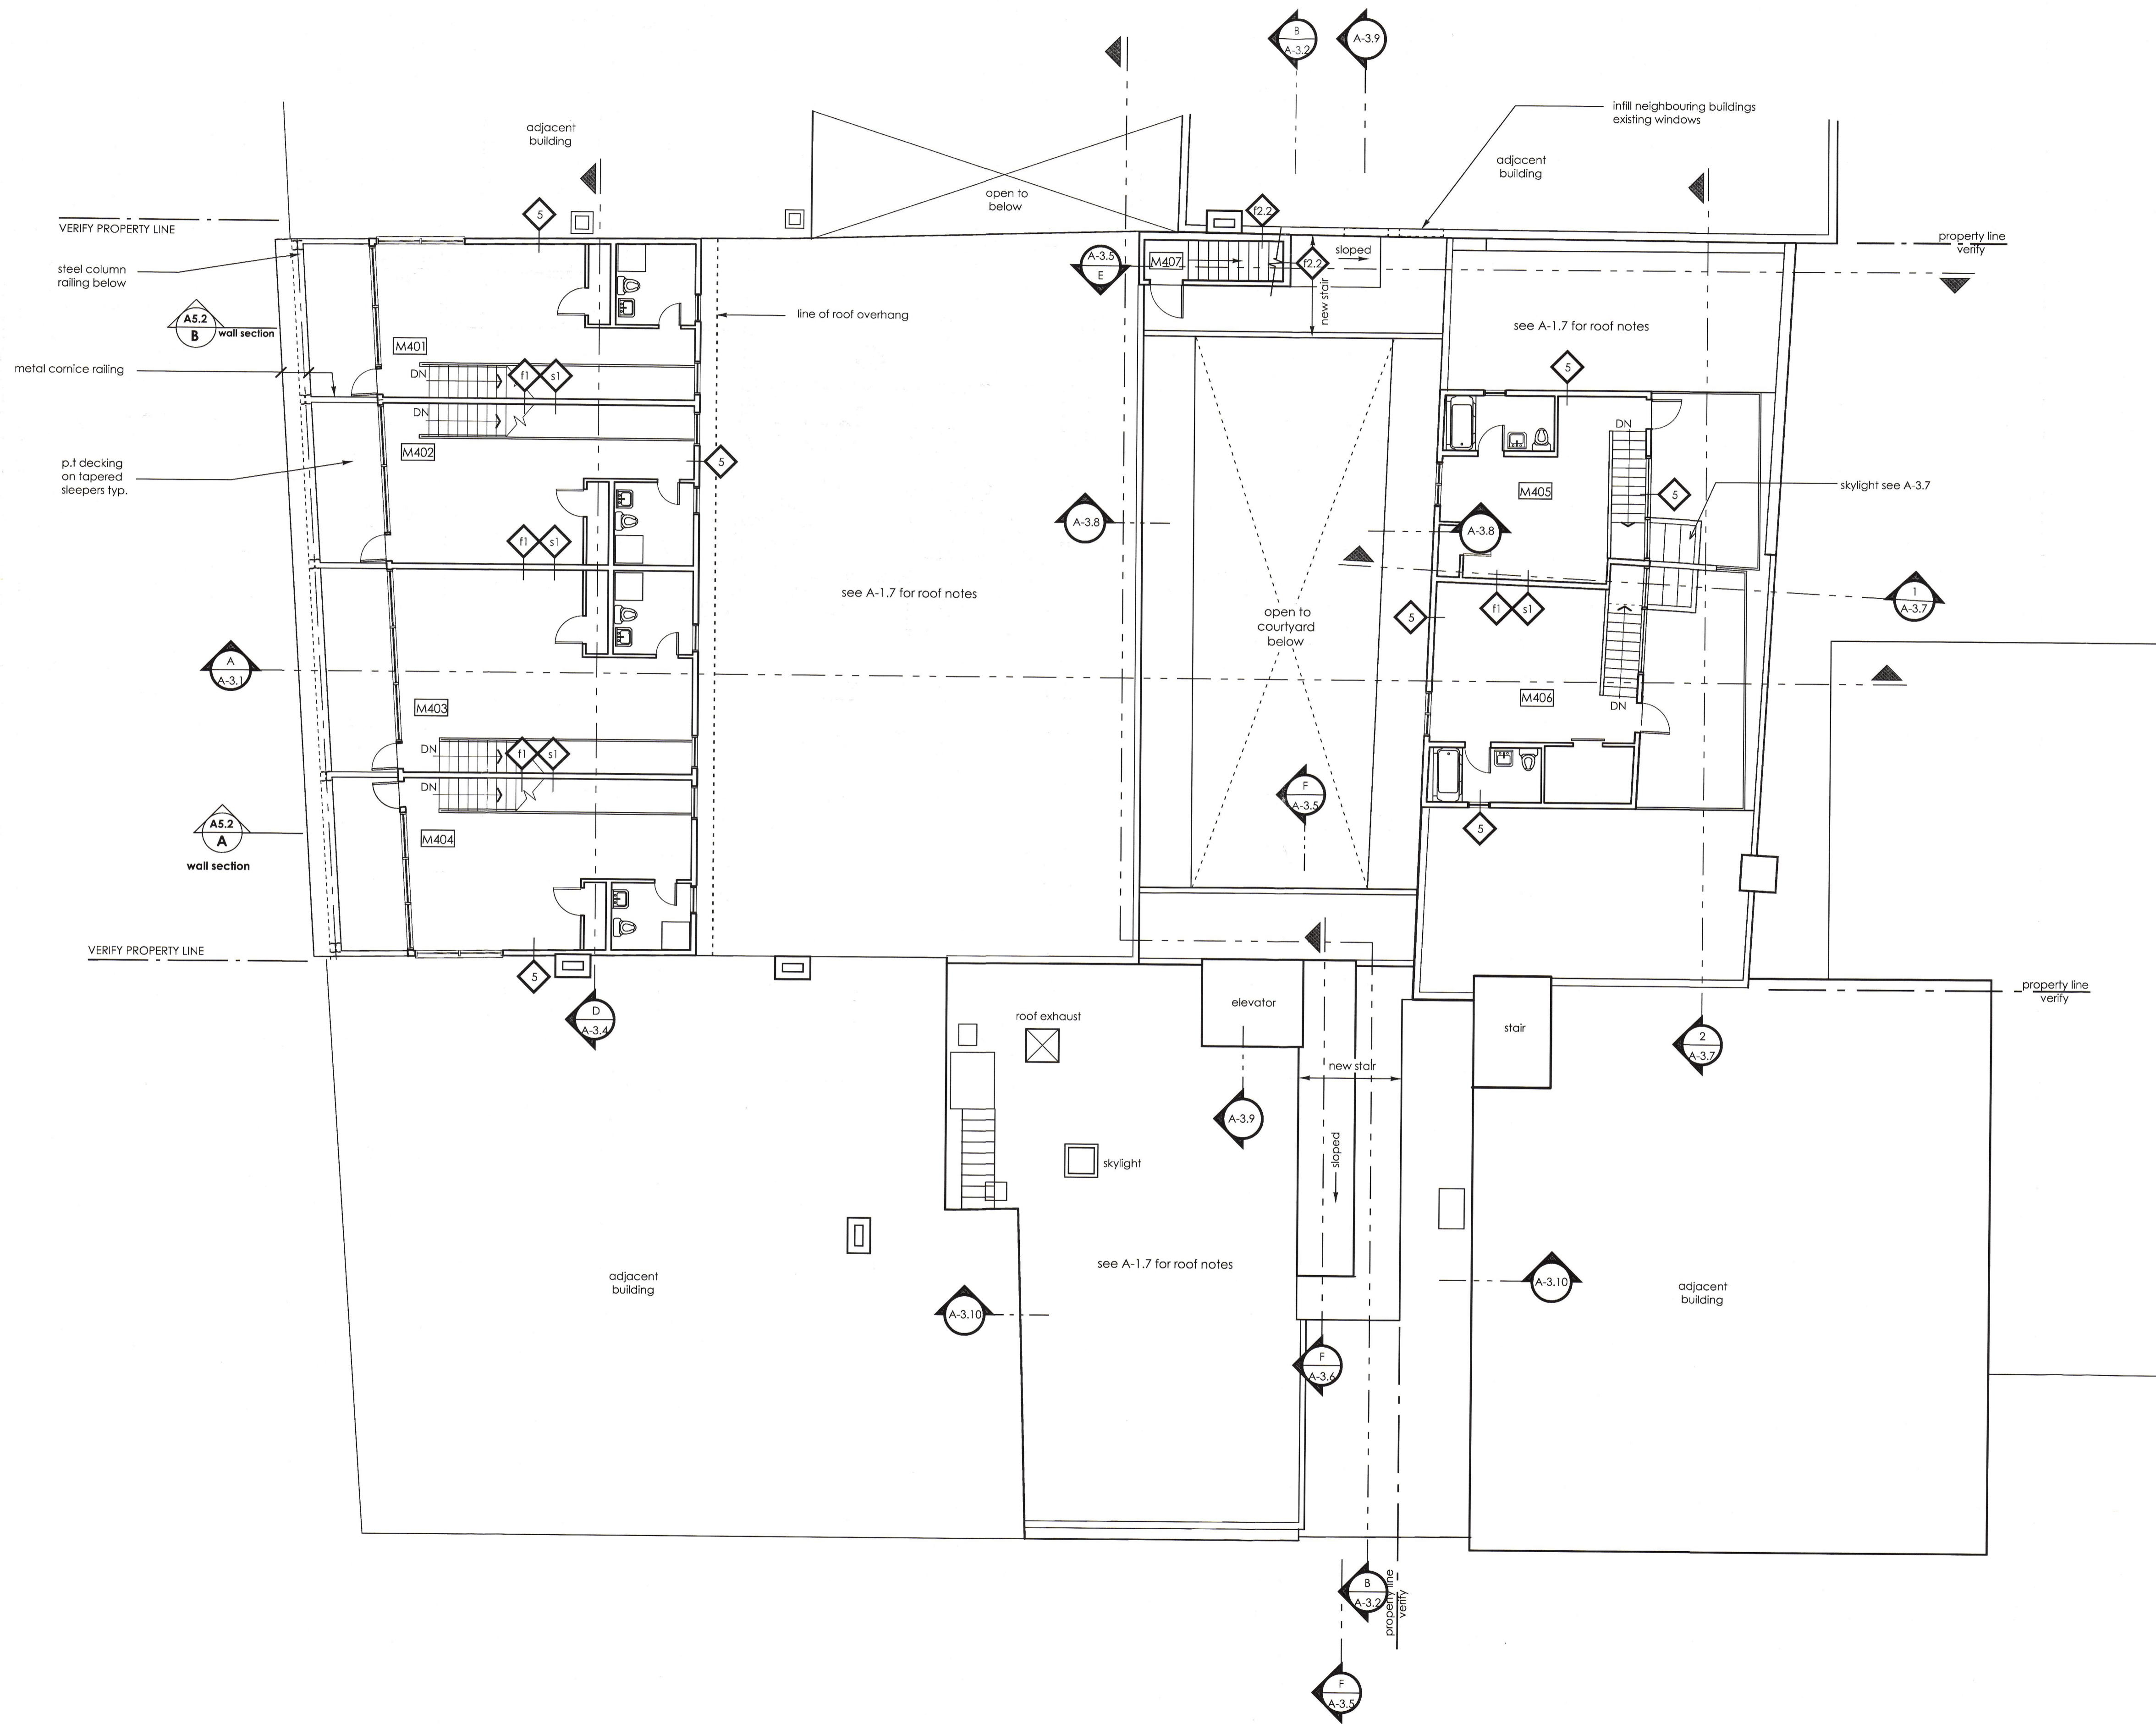 B
A-3.2
A-3.9
infill neighbouring buildings
existing windows
adjacent
building
adjacent
building
open to
below
5
f2.2
VERIFY PROPERTY LINE
property line
verify
steel column
railing below
A-3.5
E
M407
f2.2
sloped
new stair
line of roof overhang
A5.2
B
wall section
see A-1.7 for roof notes
M401
metal cornice railing
DN
f1
s1
5
DN
DN
M402
p.t decking
on tapered
sleepers typ.
5
M405
5
skylight see A-3.7
A-3.8
A-3.8
f1
s1
see A-1.7 for roof notes
1
A-3.7
f1
s1
5
open to
courtyard
below
A
A-3.1
M403
M406
DN
DN
f1
s1
DN
F
A-3.5
A5.2
A
wall section
M404
5
VERIFY PROPERTY LINE
5
property line
verify
elevator
D
A-3.4
roof exhaust
stair
2
A-3.7
new stair
A-3.9
skylight
sloped
see A-1.7 for roof notes
adjacent
building
A-3.10
A-3.10
adjacent
building
F
A-3.6
B
A-3.2
property line
verify
F
A-3.5